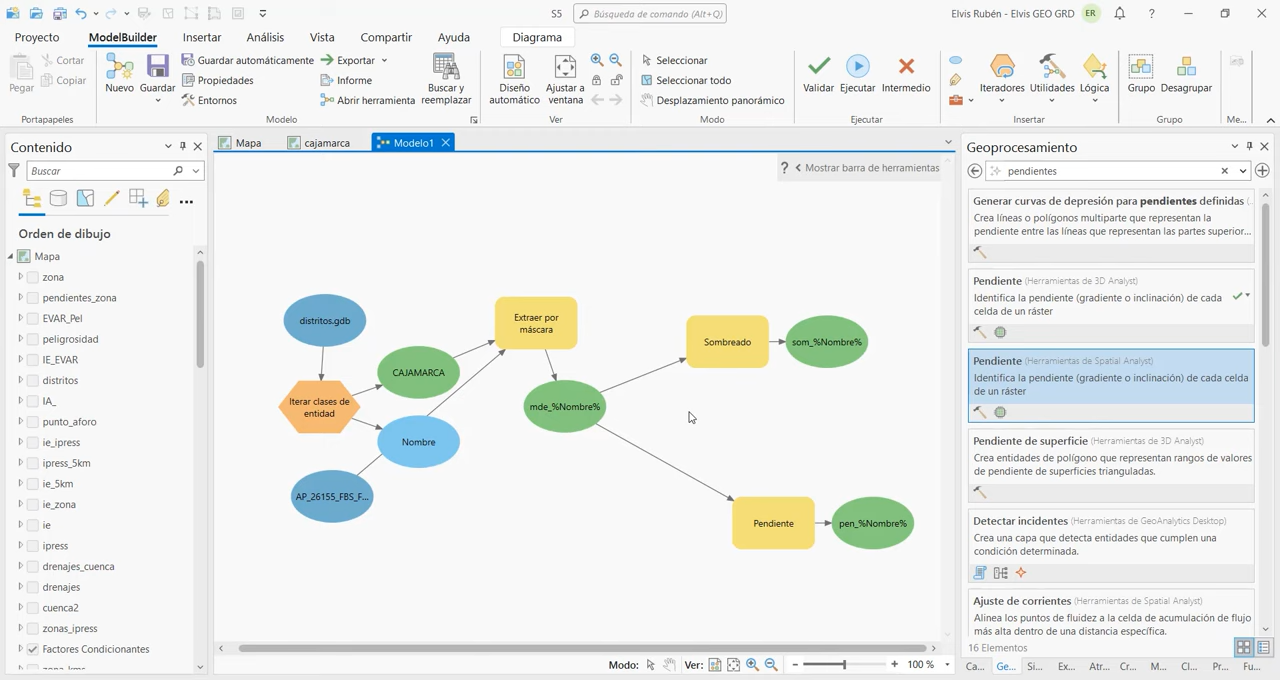 S5
Búsqueda de comando (Alt+Q)
Elvis Rubén - Elvis GEO GRD
ER
?
Proyecto
ModelBuilder
Insertar
Análisis
Vista
Compartir
Ayuda
Diagrama
Pegar
Cortar
Copiar
Portapapeles
Nuevo
Guardar
Guardar automáticamente
Propiedades
Entornos
Exportar
Informe
Abrir herramienta
Buscar y
reemplazar
Modelo
Diseño
automático
Ajustar a
ventana
Ver
Seleccionar
Seleccionar todo
Desplazamiento panorámico
Modo
Validar
Ejecutar
Intermedio
Ejecutar
Iteradores
Utilidades
Lógica
Insertar
Grupo
Desagrupar
Grupo
Me...
Contenido
Buscar
Orden de dibujo
Mapa
zona
pendientes_zona
EVAR_Pel
peligrosidad
IE_EVAR
distritos
IA_
punto_aforo
ie_ipress
ipress_5km
ie_5km
ie_zona
ie
ipress
drenajes_cuenca
drenajes
cuenca2
zonas_ipress
Factores Condicionantes
Mapa
cajamarca
Modelo1
? Mostrar barra de herramientas
distritos.gdb
Iterar clases de
entidad
CAJAMARCA
Nombre
AP_26155_FBS_F...
Extraer por
máscara
mde_%Nombre%
Sombreado
som_%Nombre%
Pendiente
pen_%Nombre%
Modo:
Ver:
100 %
Geoprocesamiento
pendientes
Generar curvas de depresión para pendientes definidas (...
Crea líneas o polígonos multiparte que representan la
pendiente entre las líneas que representan las partes superior...
Pendiente (Herramientas de 3D Analyst)
Identifica la pendiente (gradiente o inclinación) de cada
celda de un ráster
Pendiente (Herramientas de Spatial Analyst)
Identifica la pendiente (gradiente o inclinación) de cada celda
de un ráster
Pendiente de superficie (Herramientas de 3D Analyst)
Crea entidades de polígono que representan rangos de valores
de pendiente de superficies trianguladas.
Detectar incidentes (Herramientas de GeoAnalytics Desktop)
Crea una capa que detecta entidades que cumplen una
condición determinada.
Ajuste de corrientes (Herramientas de Spatial Analyst)
Alinea los puntos de fluidez a la celda de acumulación de flujo
más alta dentro de una distancia específica.
16 Elementos
Ca...
Ge...
Si...
Ex...
Atr...
Cr...
M...
Cl...
Pr...
Fu...